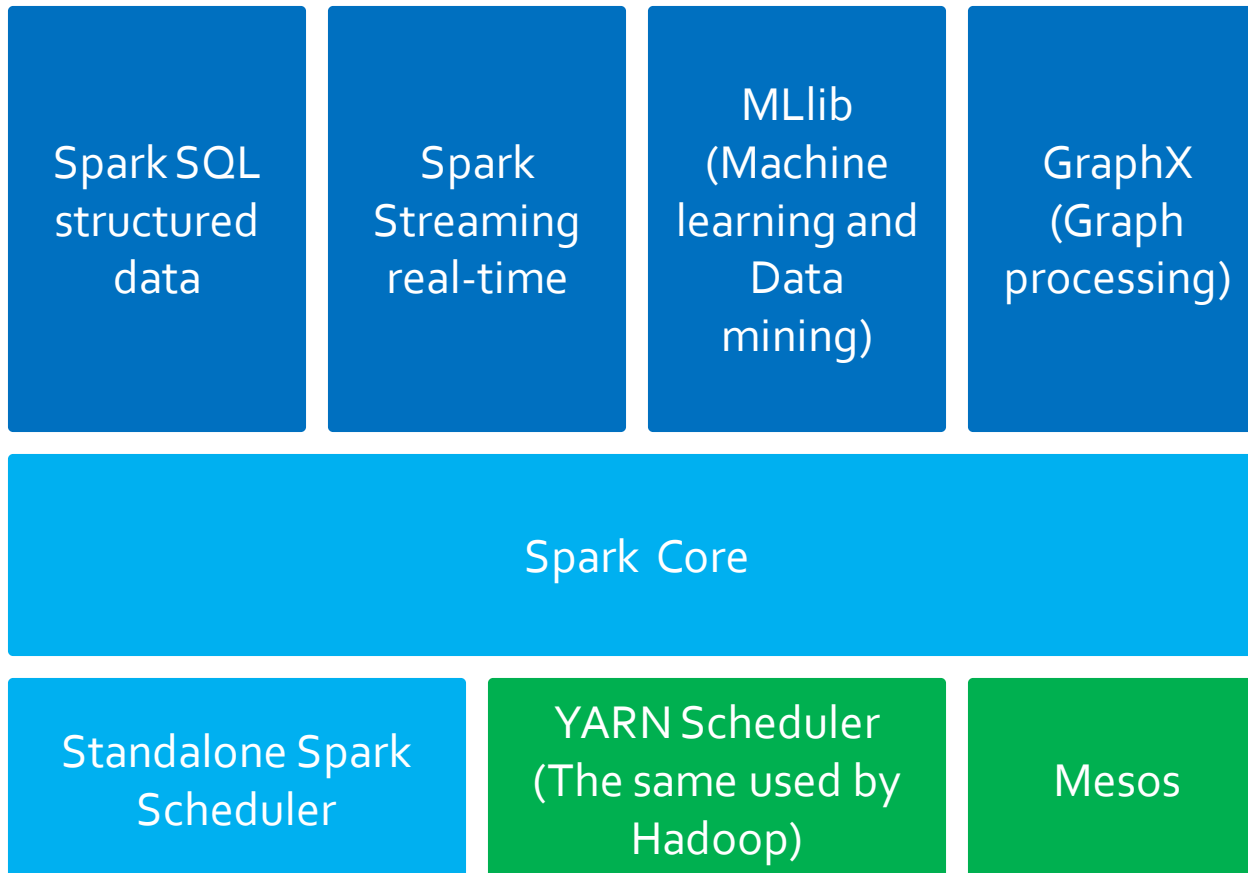 Spark SQL
structured
data
Spark
Streaming
real-time
MLlib
(Machine
learning and
Data
mining)
GraphX
(Graph
processing)
Spark Core
Standalone Spark
Scheduler
YARN Scheduler
(The same used by
Hadoop)
Mesos